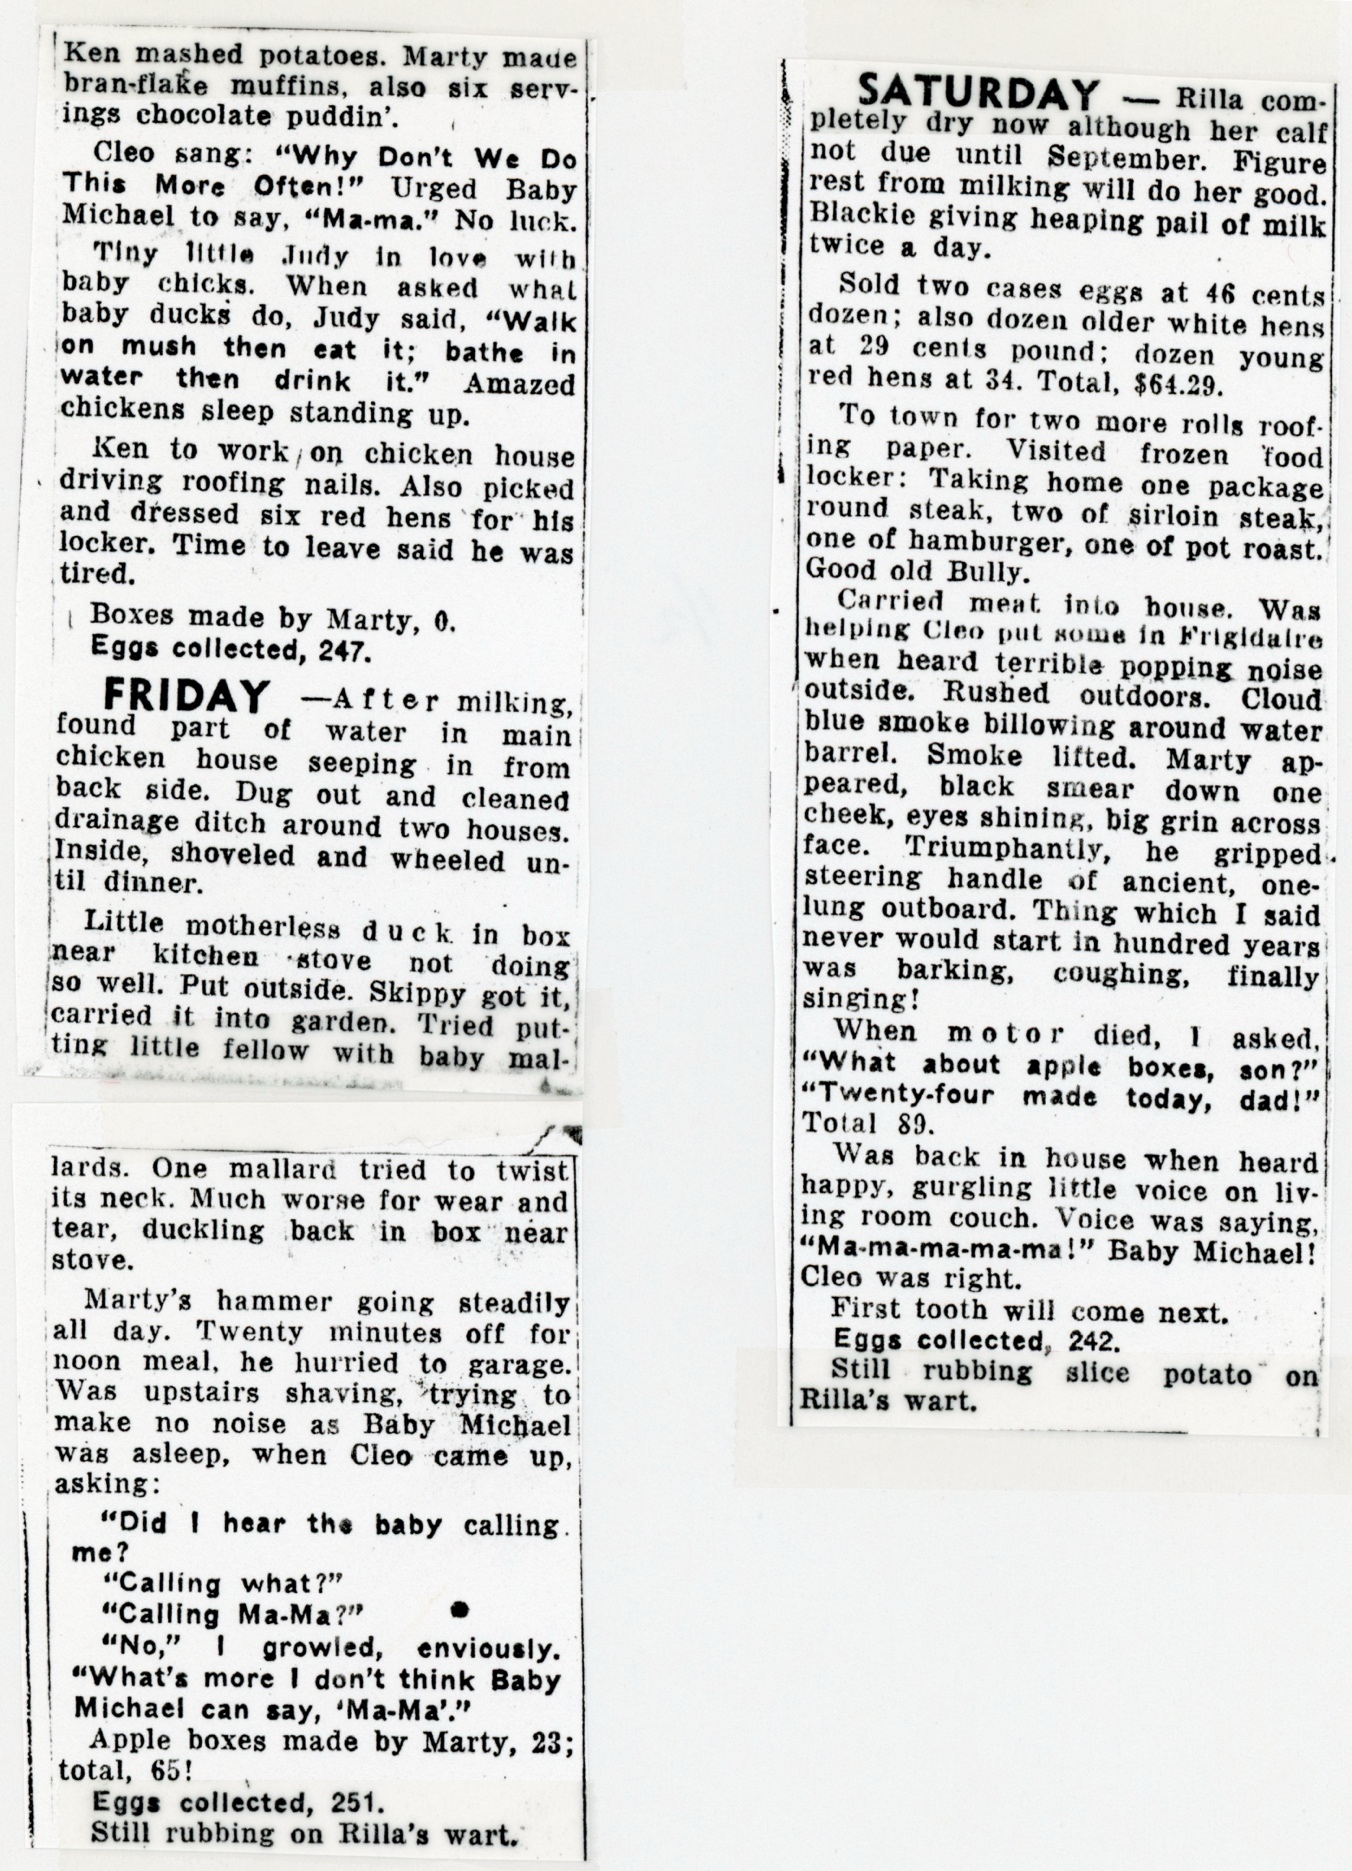 Ken mashed potatoes. Marty made
bran-flake muffins, also six serv-
ings chocolate puddin'.
Cleo sang: "Why Don't We Do
This More Often!" Urged Baby
Michael to say, "Ma-ma." No luck.
Tiny little Judy in love with
baby chicks. When asked what
baby ducks do, Judy said, "Walk
on mush then eat it; bathe in
water then drink it." Amazed
chickens sleep standing up.
Ken to work on chicken house
driving roofing nails. Also picked
and dressed six red hens for his
locker. Time to leave said he was
tired.
Boxes made by Marty, 0.
Eggs collected, 247.
FRIDAY —After milking,
found part of water in main
chicken house seeping in from
back side. Dug out and cleaned
drainage ditch around two houses.
Inside, shoveled and wheeled un-
til dinner.
Little motherless duck in box
near kitchen stove not doing
so well. Put outside. Skippy got it,
carried it into garden. Tried put-
ting little fellow with baby mal-
lards. One mallard tried to twist
its neck. Much worse for wear and
tear, duckling back in box near
stove.
Marty's hammer going steadily
all day. Twenty minutes off for
noon meal, he hurried to garage.
Was upstairs shaving, trying to
make no noise as Baby Michael
was asleep, when Cleo came up,
asking:
"Did I hear the baby calling
me?
"Calling what?"
"Calling Ma-Ma?"
"No," I growled, enviously.
"What's more I don't think Baby
Michael can say, 'Ma-Ma'."
Apple boxes made by Marty, 23;
total, 65!
Eggs collected, 251.
Still rubbing on Rilla's wart.
SATURDAY — Rilla com-
pletely dry now although her calf
not due until September. Figure
rest from milking will do her good.
Blackie giving heaping pail of milk
twice a day.
Sold two cases eggs at 46 cents
dozen; also dozen older white hens
at 29 cents pound; dozen young
red hens at 34. Total, $64.29.
To town for two more rolls roof-
ing paper. Visited frozen food
locker: Taking home one package
round steak, two of sirloin steak,
one of hamburger, one of pot roast.
Good old Bully.
Carried meat into house. Was
helping Cleo put some in Frigidaire
when heard terrible popping noise
outside. Rushed outdoors. Cloud
blue smoke billowing around water
barrel. Smoke lifted. Marty ap-
peared, black smear down one
cheek, eyes shining, big grin across
face. Triumphantly, he gripped
steering handle of ancient, one-
lung outboard. Thing which I said
never would start in hundred years
was barking, coughing, finally
singing!
When motor died, I asked,
"What about apple boxes, son?"
"Twenty-four made today, dad!"
Total 89.
Was back in house when heard
happy, gurgling little voice on liv-
ing room couch. Voice was saying,
"Ma-ma-ma-ma-ma!" Baby Michael!
Cleo was right.
First tooth will come next.
Eggs collected, 242.
Still rubbing slice potato on
Rilla's wart.